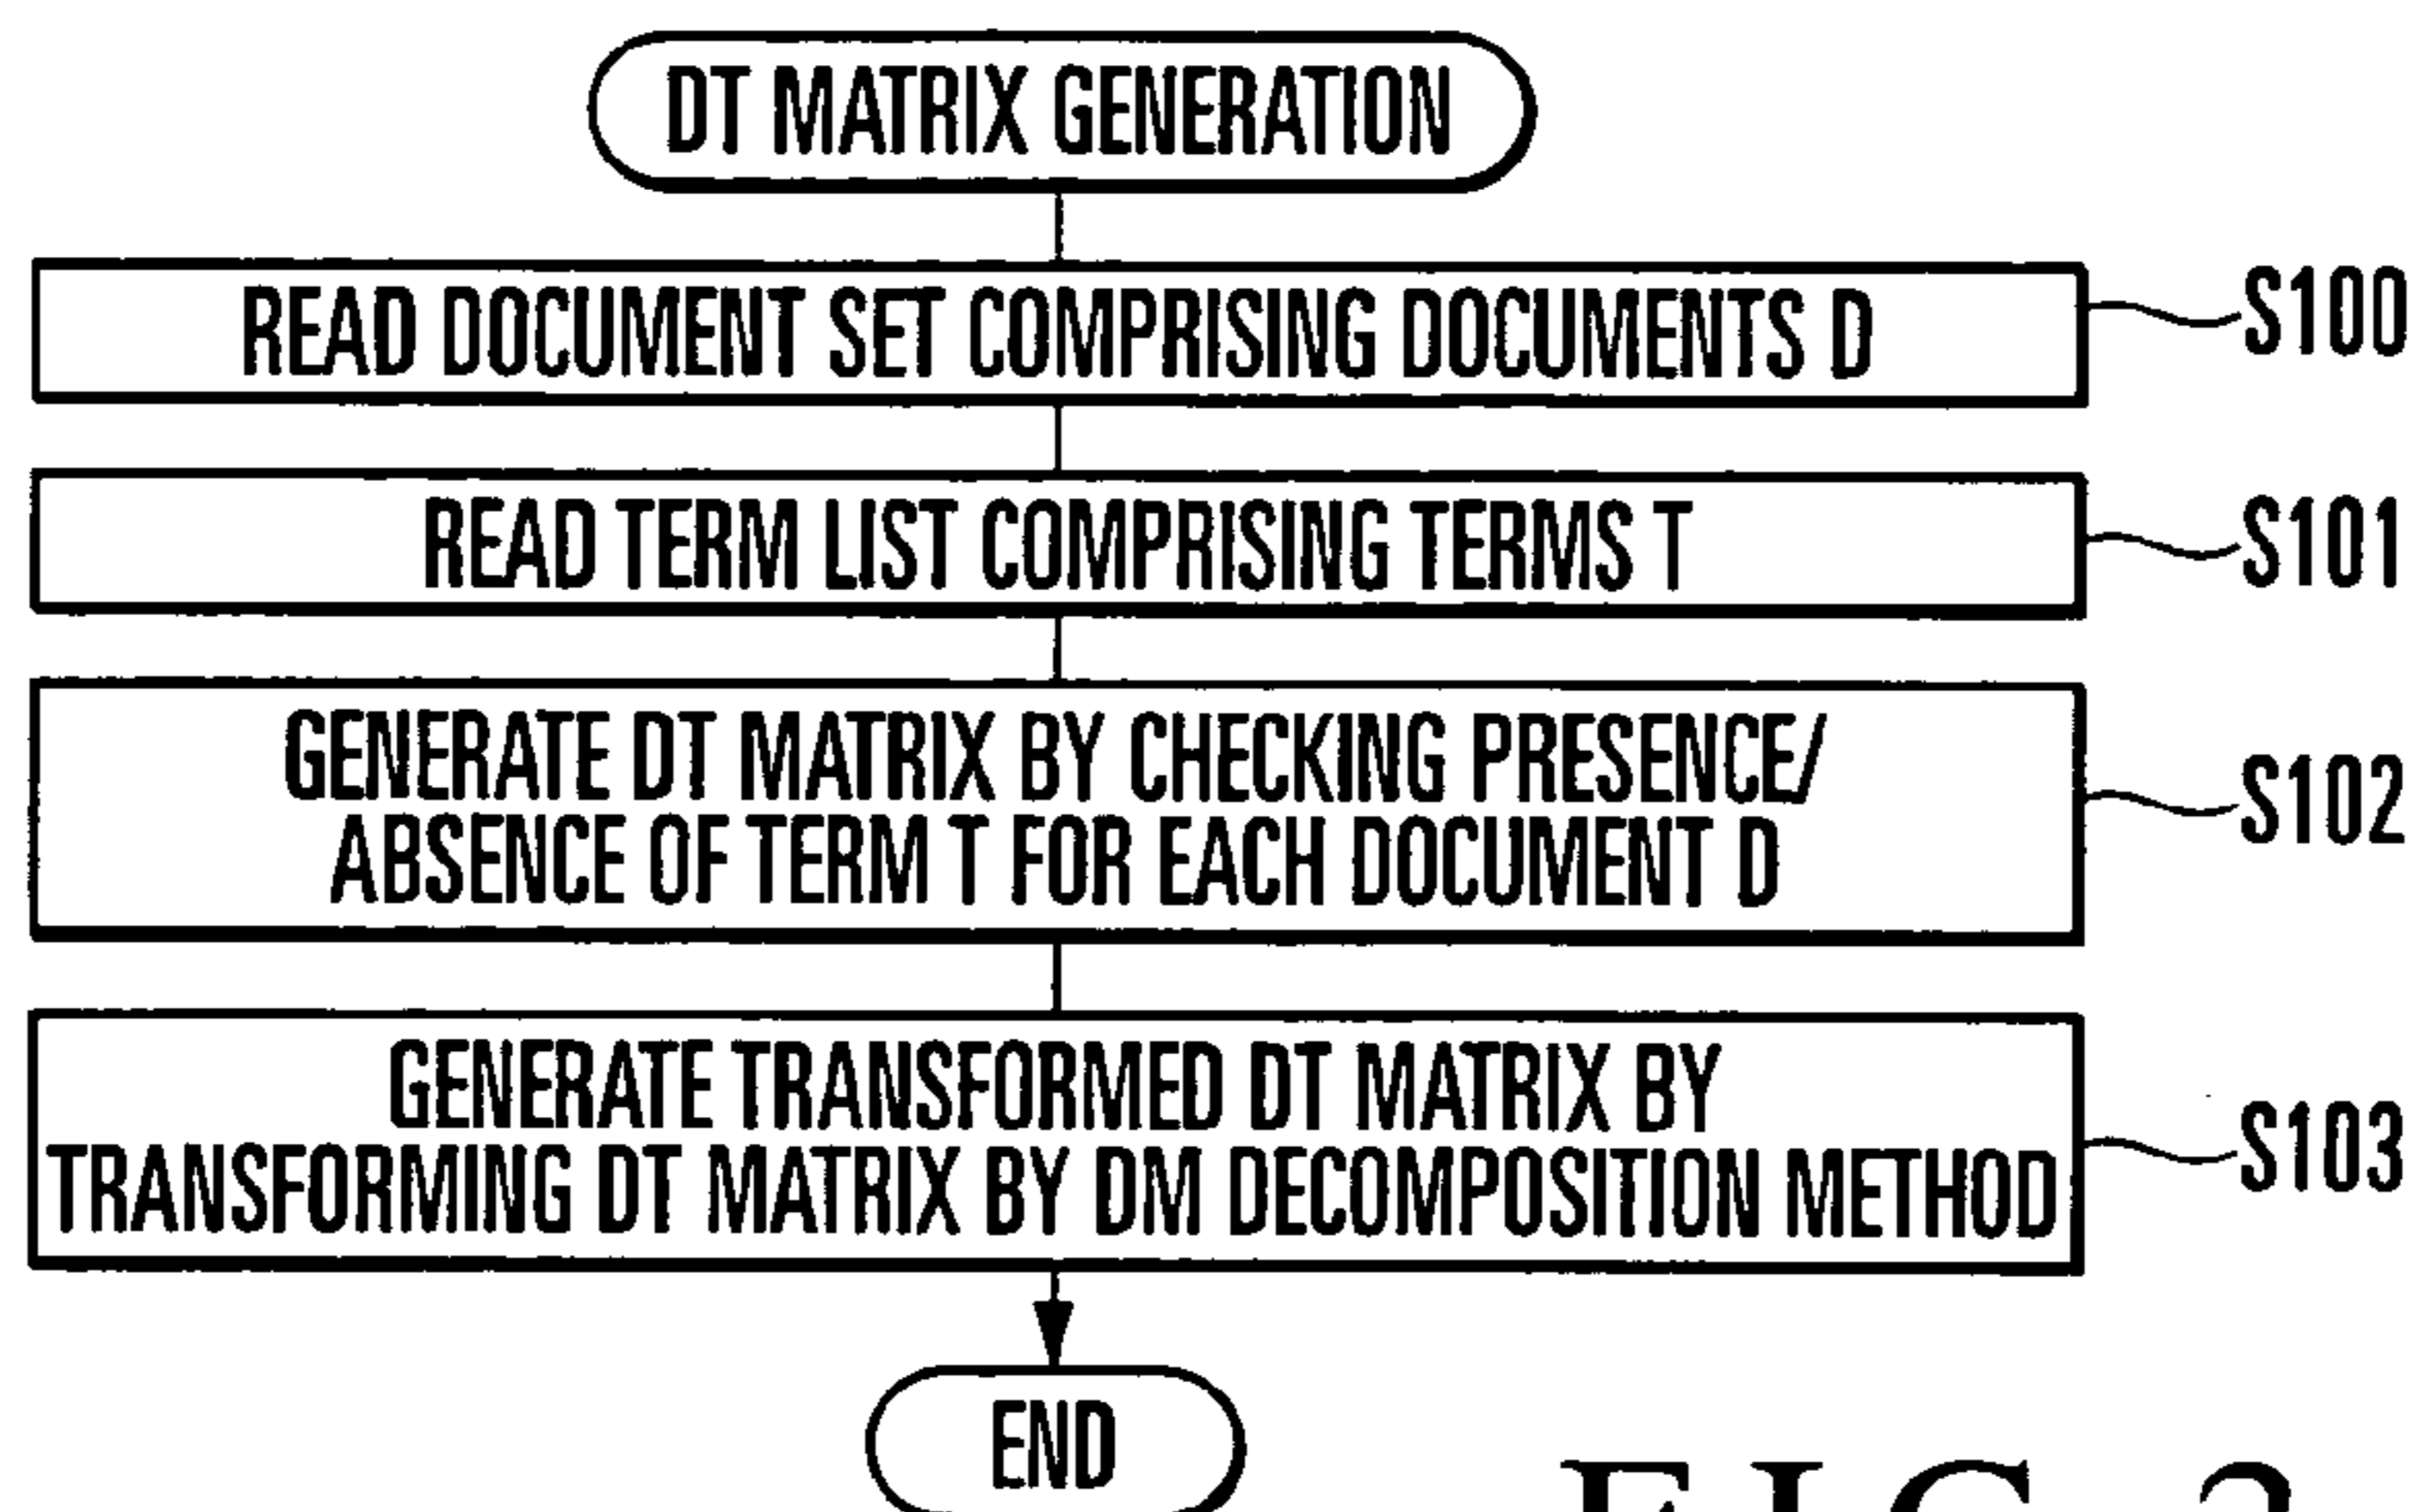 DT MATRIX GENERATION
READ DOCUMENT SET COMPRISING DOCUMENTS D
S100
READ TERM LIST COMPRISING TERMS T
S101
GENERATE DT MATRIX BY CHECKING PRESENCE/
ABSENCE OF TERM T FOR EACH DOCUMENT D
S102
GENERATE TRANSFORMED DT MATRIX BY
TRANSFORMING DT MATRIX BY DM DECOMPOSITION METHOD
S103
END